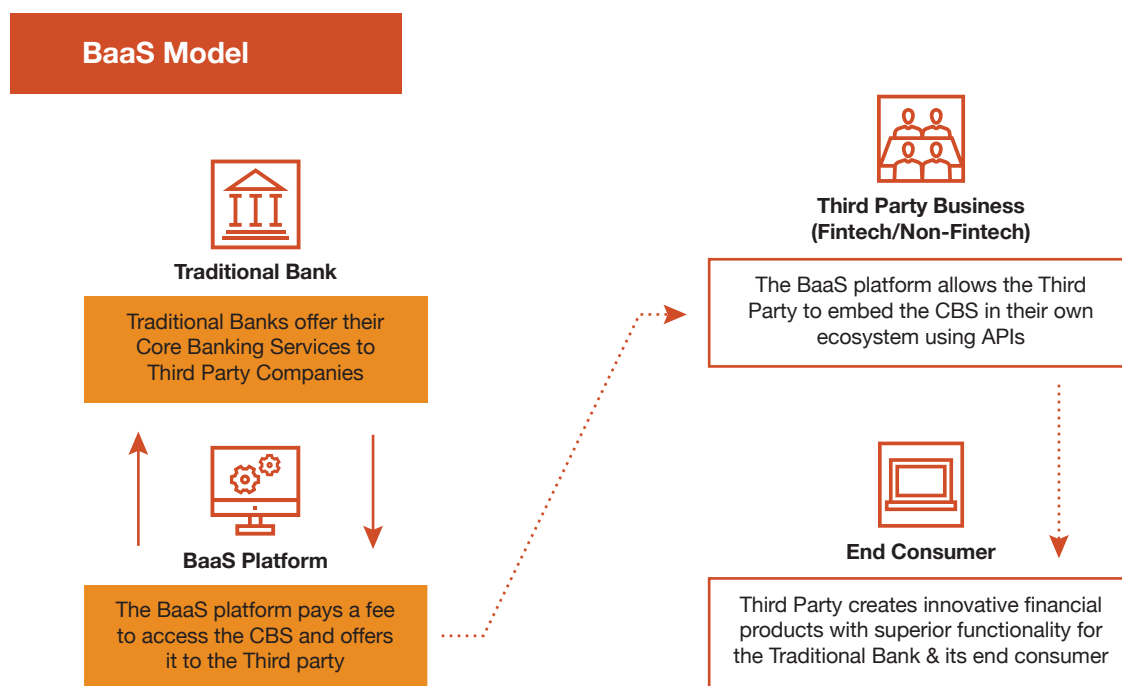 BaaS Model
Traditional Bank
Traditional Banks offer their
Core Banking Services to
Third Party Companies
BaaS Platform
The BaaS platform pays a fee
to access the CBS and offers
it to the Third party
Third Party Business
(Fintech/Non-Fintech)
The BaaS platform allows the Third
Party to embed the CBS in their own
ecosystem using APIs
End Consumer
Third Party creates innovative financial
products with superior functionality for
the Traditional Bank & its end consumer